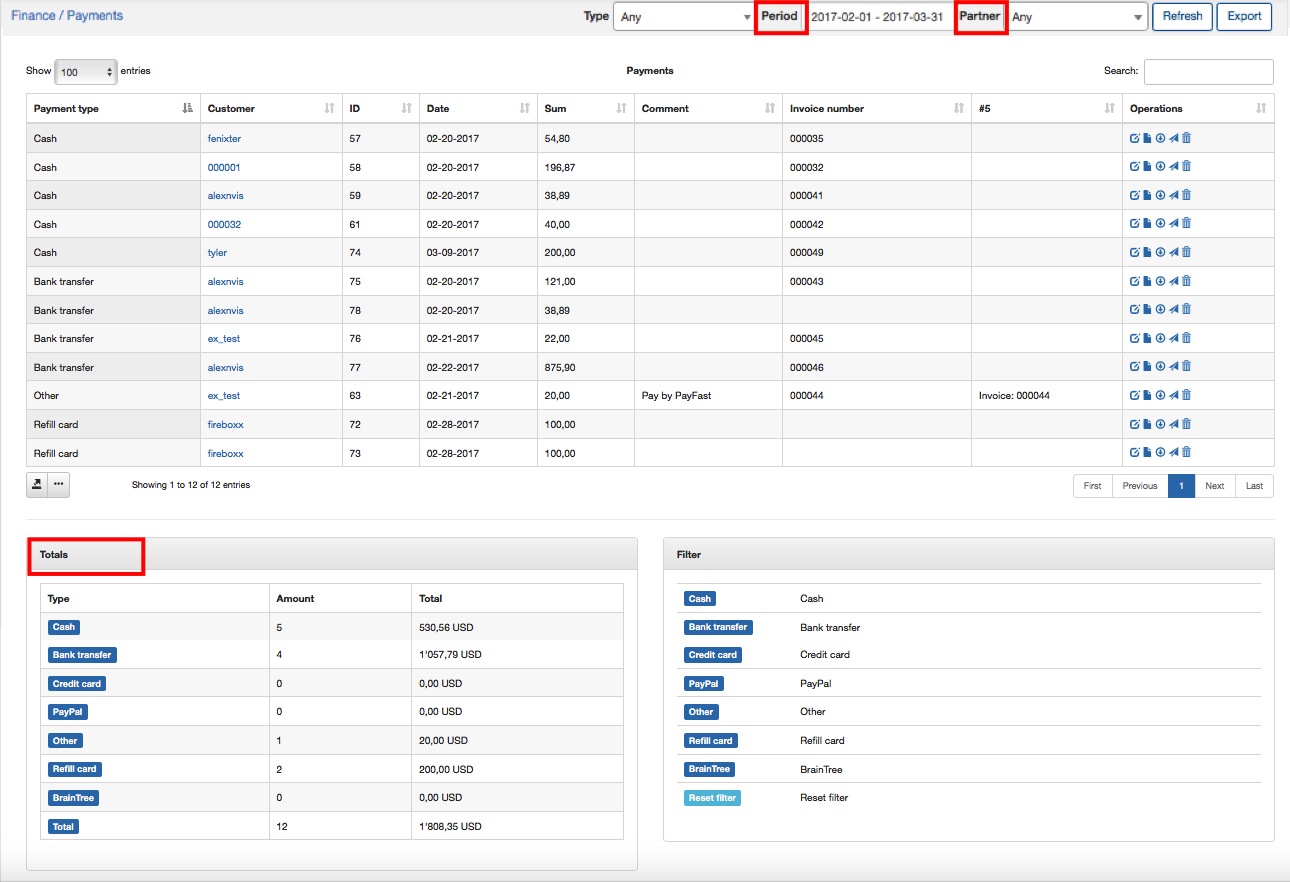 Finance / Payments Type Any Period 2017-02-01 - 2017-03-31 Partner Any Refresh Export
Show 100 entries Payments Search:
Payment type Customer ID Date Sum Comment Invoice number #5 Operations
Cash fenixter 57 02-20-2017 54,80 000035
Cash 000001 58 02-20-2017 196,87 000032
Cash alexnvis 59 02-20-2017 38,89 000041
Cash 000032 61 02-20-2017 40,00 000042
Cash tyler 74 03-09-2017 200,00 000049
Bank transfer alexnvis 75 02-20-2017 121,00 000043
Bank transfer alexnvis 78 02-20-2017 38,89
Bank transfer ex_test 76 02-21-2017 22,00 000045
Bank transfer alexnvis 77 02-22-2017 875,90 000046
Other ex_test 63 02-21-2017 20,00 Pay by PayFast 000044 Invoice: 000044
Refill card fireboxx 72 02-28-2017 100,00
Refill card fireboxx 73 02-28-2017 100,00
Showing 1 to 12 of 12 entries First Previous 1 Next Last
Totals
Type Amount Total
Cash 5 530,56 USD
Bank transfer 4 1'057,79 USD
Credit card 0 0,00 USD
PayPal 0 0,00 USD
Other 1 20,00 USD
Refill card 2 200,00 USD
BrainTree 0 0,00 USD
Total 12 1'808,35 USD
Filter
Cash Cash
Bank transfer Bank transfer
Credit card Credit card
PayPal PayPal
Other Other
Refill card Refill card
BrainTree BrainTree
Reset filter Reset filter